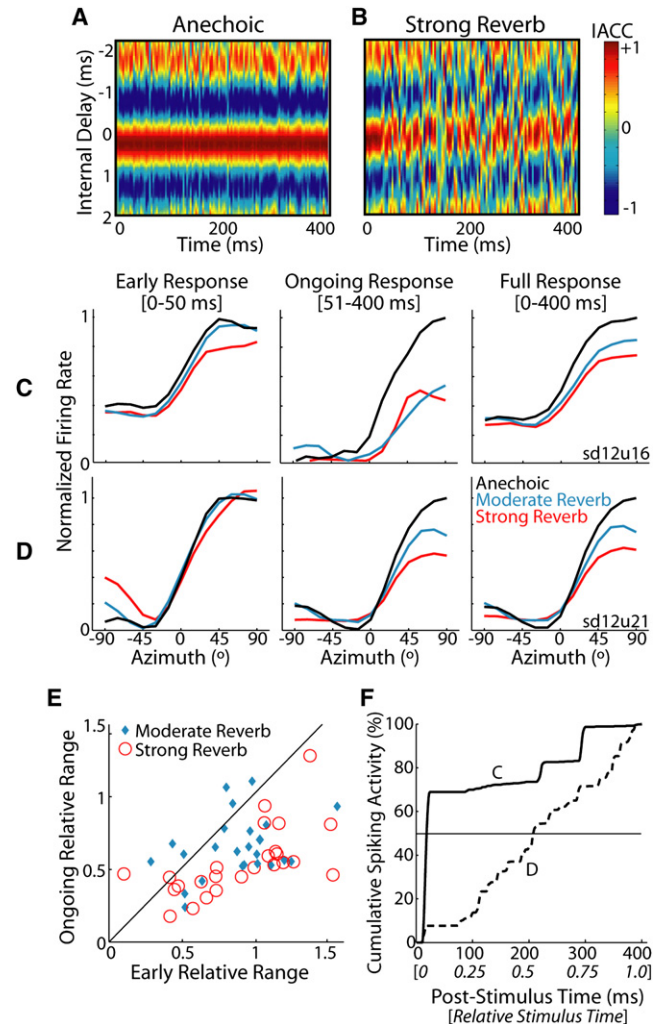 A Anechoic
B Strong Reverb
IACC
+1
0
-1
Internal Delay (ms)
-2
-1
0
1
2
0 400
Time (ms)
0 400
Time (ms)
Early Response
[0-50 ms]
Ongoing Response
[51-400 ms]
Full Response
[0-400 ms]
C
D
Normalized Firing Rate
1
0
sd12u16
1
0
Anechoic
Moderate Reverb
Strong Reverb
sd12u21
-90 -45 0 45 90
Azimuth (º)
-90 -45 0 45 90
Azimuth (º)
-90 -45 0 45 90
Azimuth (º)
E
Moderate Reverb
Strong Reverb
Ongoing Relative Range
1.5
1
0.5
0
0 0.5 1 1.5
Early Relative Range
F
Cumulative Spiking Activity (%)
100
80
60
40
20
0
C
D
0 100 200 300 400
[0 0.25 0.5 0.75 1.0]
Post-Stimulus Time (ms)
[Relative Stimulus Time]